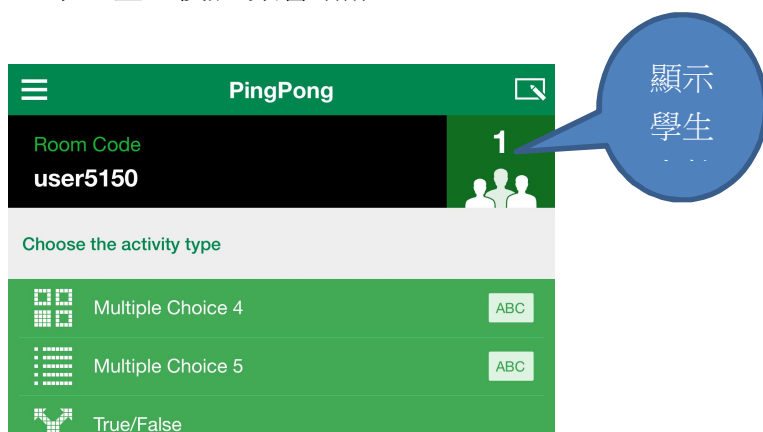 PingPong
Room Code
user5150
1
顯示
學生
Choose the activity type
Multiple Choice 4
ABC
Multiple Choice 5
ABC
True/False